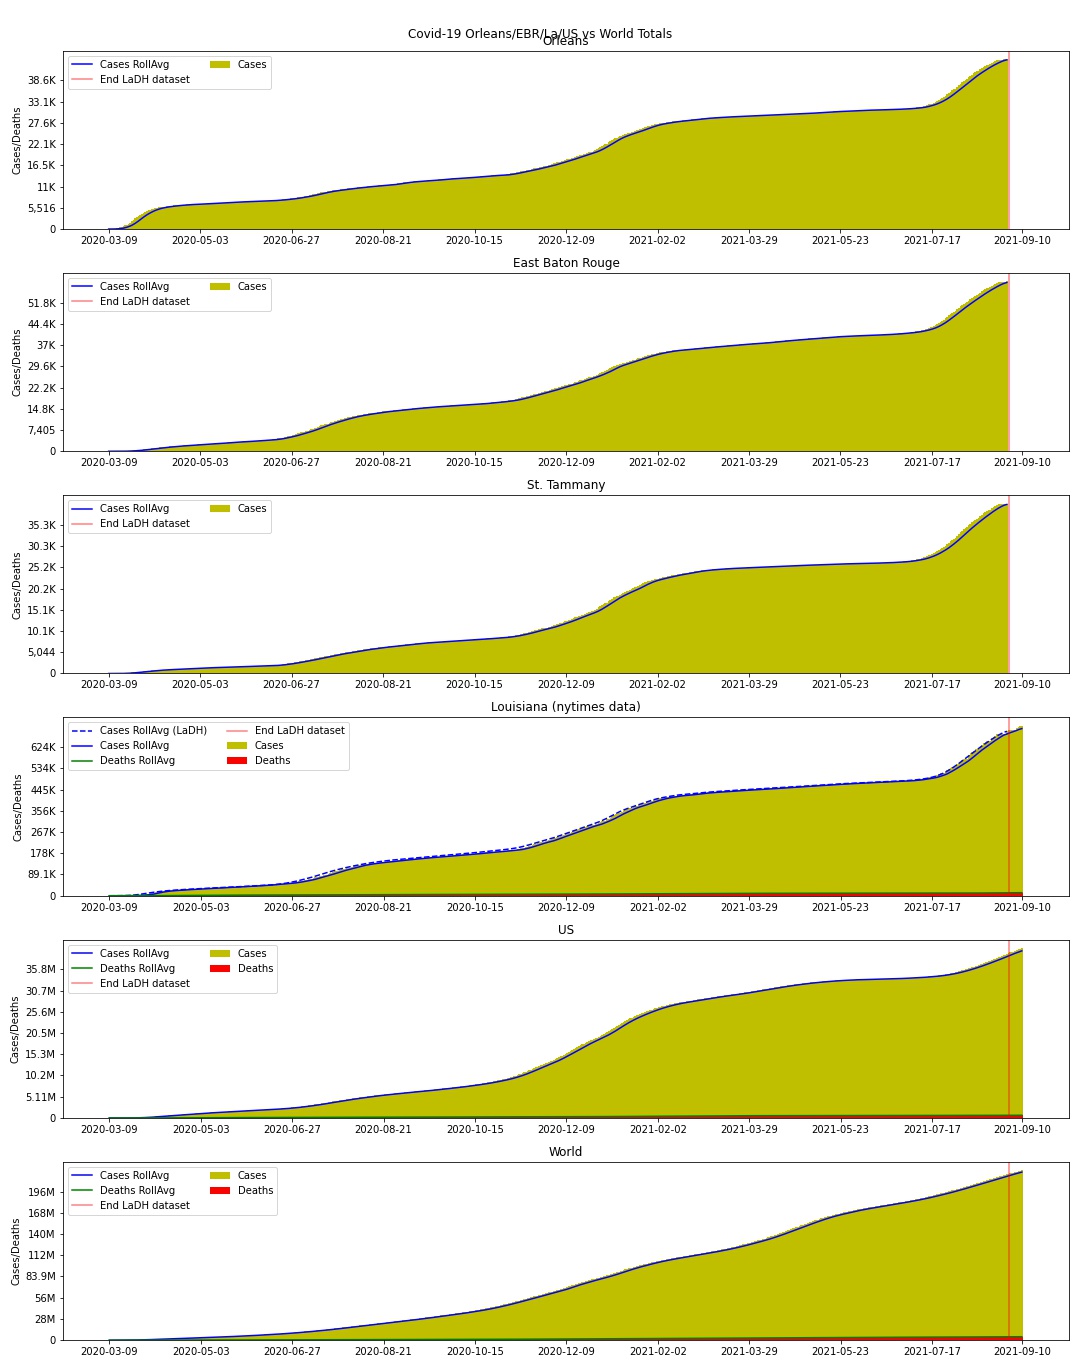 Covid-19 Orleans/EBR/La/US vs World Totals
Orleans
Cases RollAvg
End LaDH dataset
Cases
Cases/Deaths
38.6K
33.1K
27.6K
22.1K
16.5K
11K
5,516
0
2020-03-09 2020-05-03 2020-06-27 2020-08-21 2020-10-15 2020-12-09 2021-02-02 2021-03-29 2021-05-23 2021-07-17 2021-09-10
East Baton Rouge
Cases RollAvg
End LaDH dataset
Cases
Cases/Deaths
51.8K
44.4K
37K
29.6K
22.2K
14.8K
7,405
0
2020-03-09 2020-05-03 2020-06-27 2020-08-21 2020-10-15 2020-12-09 2021-02-02 2021-03-29 2021-05-23 2021-07-17 2021-09-10
St. Tammany
Cases RollAvg
End LaDH dataset
Cases
Cases/Deaths
35.3K
30.3K
25.2K
20.2K
15.1K
10.1K
5,044
0
2020-03-09 2020-05-03 2020-06-27 2020-08-21 2020-10-15 2020-12-09 2021-02-02 2021-03-29 2021-05-23 2021-07-17 2021-09-10
Louisiana (nytimes data)
Cases RollAvg (LaDH)
Cases RollAvg
Deaths RollAvg
End LaDH dataset
Cases
Deaths
Cases/Deaths
624K
534K
445K
356K
267K
178K
89.1K
0
2020-03-09 2020-05-03 2020-06-27 2020-08-21 2020-10-15 2020-12-09 2021-02-02 2021-03-29 2021-05-23 2021-07-17 2021-09-10
US
Cases RollAvg
Deaths RollAvg
End LaDH dataset
Cases
Deaths
Cases/Deaths
35.8M
30.7M
25.6M
20.5M
15.3M
10.2M
5.11M
0
2020-03-09 2020-05-03 2020-06-27 2020-08-21 2020-10-15 2020-12-09 2021-02-02 2021-03-29 2021-05-23 2021-07-17 2021-09-10
World
Cases RollAvg
Deaths RollAvg
End LaDH dataset
Cases
Deaths
Cases/Deaths
196M
168M
140M
112M
83.9M
56M
28M
0
2020-03-09 2020-05-03 2020-06-27 2020-08-21 2020-10-15 2020-12-09 2021-02-02 2021-03-29 2021-05-23 2021-07-17 2021-09-10